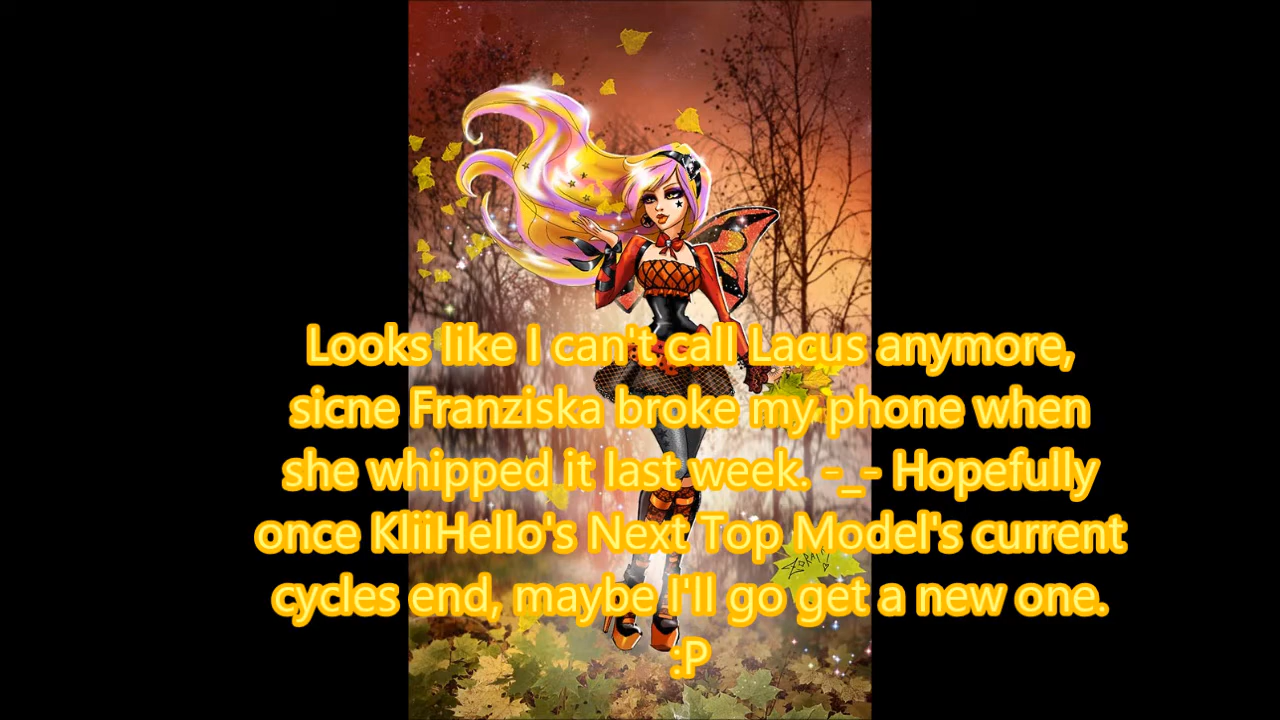 Looks like I can't call Lacus anymore,
sicne Franziska broke my phone when
she whipped it last week. -_- Hopefully
once KliiHello's Next Top Model's current
cycles end, maybe I'll go get a new one.
:P